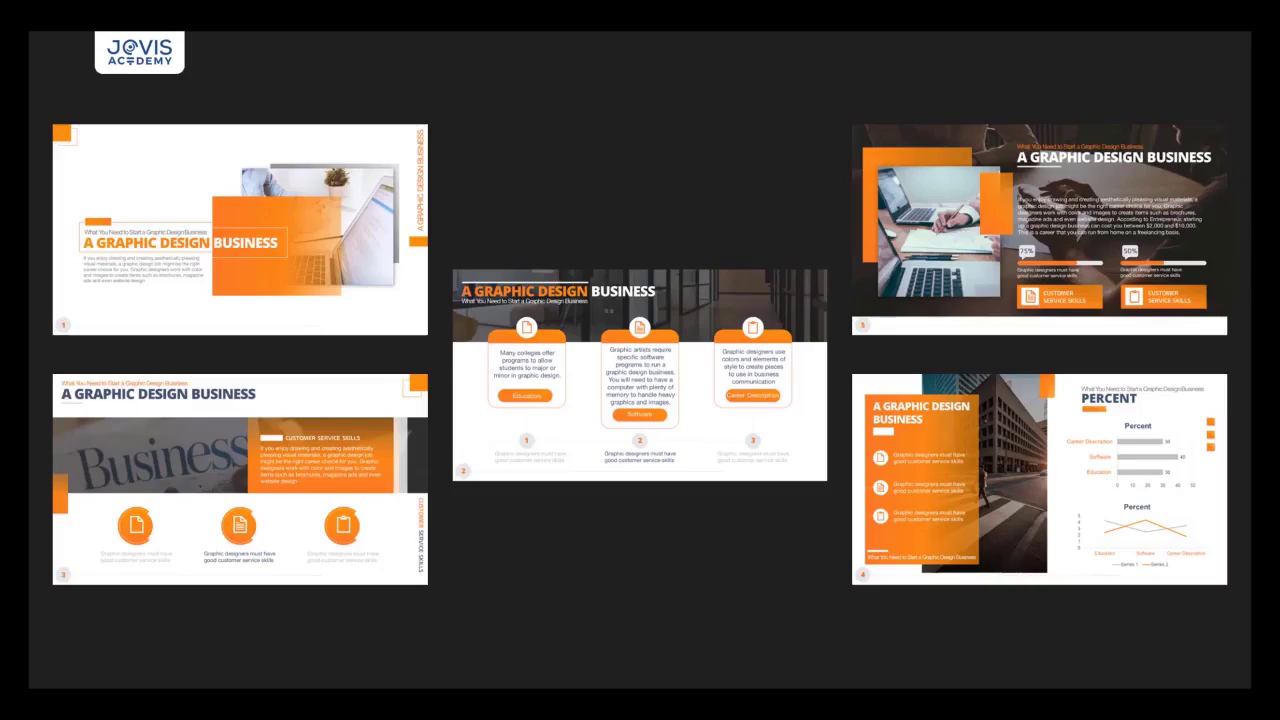 JOVIS
ACADEMY
A GRAPHIC DESIGN BUSINESS
What You Need to Start a Graphic Design Business
A GRAPHIC DESIGN BUSINESS
If you enjoy drawing and creating aesthetically pleasing
visual materials, a graphic design job might be the right
career choice for you. Graphic designers work with color
and images to create items such as brochures, magazine
ads and even website design
1
What You Need to Start a Graphic Design Business
A GRAPHIC DESIGN BUSINESS
Business
CUSTOMER SERVICE SKILLS
If you enjoy drawing and creating aesthetically
pleasing visual materials, a graphic design job
might be the right career choice for you. Graphic
designers work with color and images to create
items such as brochures, magazine ads and even
website design
CUSTOMER SERVICE SKILLS
Graphic designers must have
good customer service skills
Graphic designers must have
good customer service skills
Graphic designers must have
good customer service skills
3
A GRAPHIC DESIGN BUSINESS
What You Need to Start a Graphic Design Business
Many colleges offer
programs to allow
students to major or
minor in graphic design.
Education
Graphic artists require
specific software
programs to run a
graphic design business.
You will need to have a
computer with plenty of
memory to handle heavy
graphics and images.
Software
Graphic designers use
colors and elements of
style to create pieces
to use in business
communication
Career Description
1
2
3
Graphic designers must have
good customer service skills
Graphic designers must have
good customer service skills
Graphic designers must have
good customer service skills
2
What You Need to Start a Graphic Design Business
A GRAPHIC DESIGN BUSINESS
If you enjoy drawing and creating aesthetically pleasing visual materials, a
graphic design job might be the right career choice for you. Graphic
designers work with color and images to create items such as brochures,
magazine ads and even website design. According to Entrepreneur, starting
up a graphic design business can cost you between $2,000 and $10,000.
This is a career that you can run from home on a freelancing basis.
75%
50%
Graphic designers must have
good customer service skills
Graphic designers must have
good customer service skills
CUSTOMER
SERVICE SKILLS
CUSTOMER
SERVICE SKILLS
5
A GRAPHIC DESIGN
BUSINESS
Graphic designers must have
good customer service skills
Graphic designers must have
good customer service skills
Graphic designers must have
good customer service skills
What You Need to Start a Graphic Design Business
4
What You Need to Start a Graphic Design Business
PERCENT
Percent
Career Description 30
Software 40
Education 30
0 10 20 30 40 50
Percent
5
4
3
2
1
0
Education Software Career Description
Series 1 Series 2